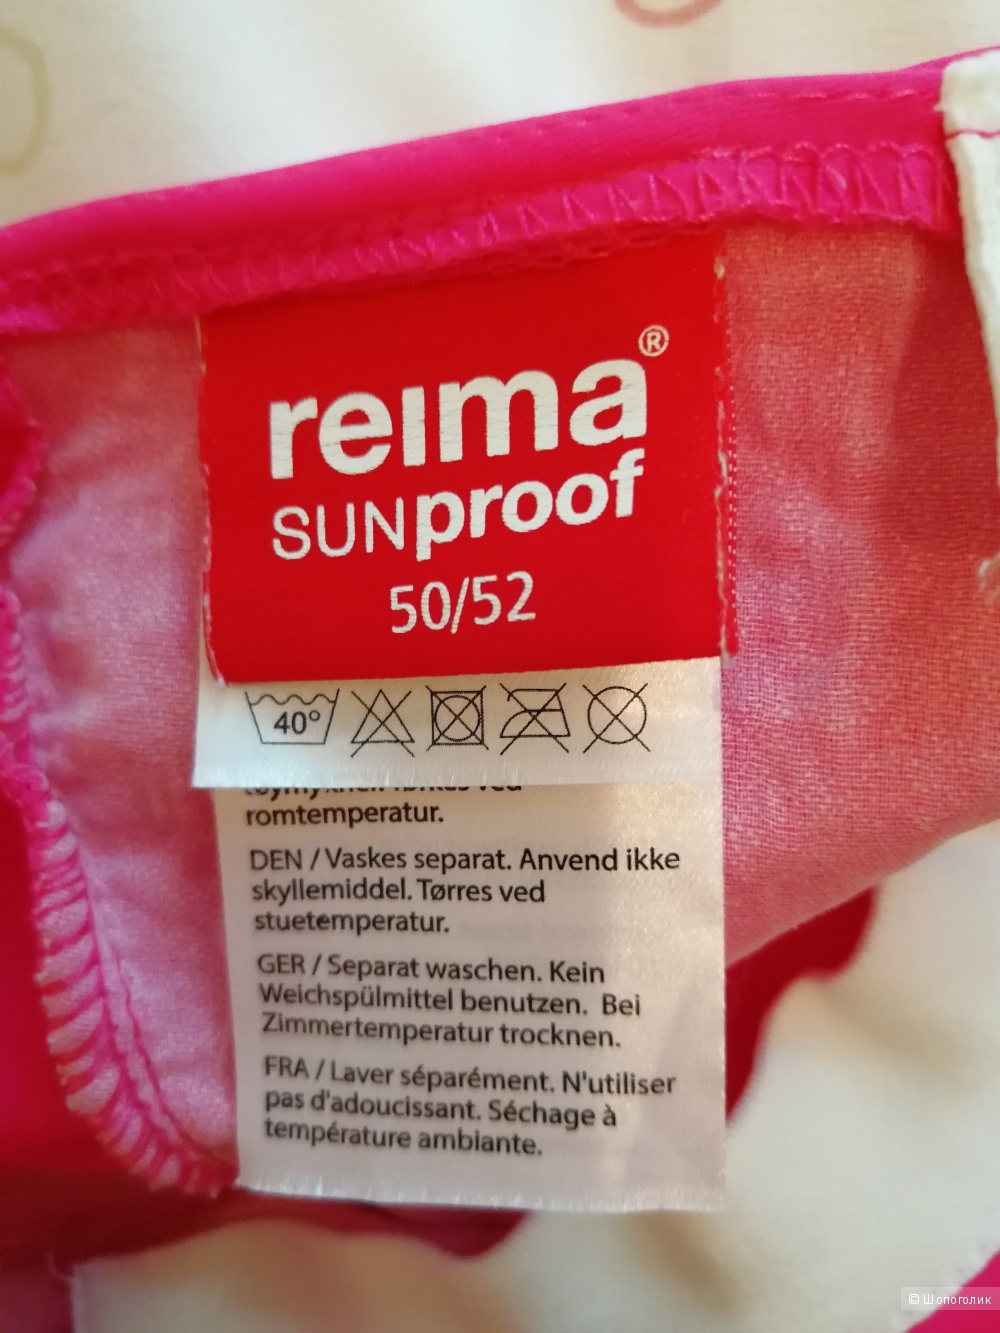 reima®
SUNproof
50/52
40°
romtemperatur.
DEN / Vaskes separat. Anvend ikke
skyllemiddel. Tørres ved
stuetemperatur.
GER / Separat waschen. Kein
Weichspülmittel benutzen. Bei
Zimmertemperatur trocknen.
FRA / Laver séparément. N'utiliser
pas d'adoucissant. Séchage à
température ambiante.
© Шопоголик